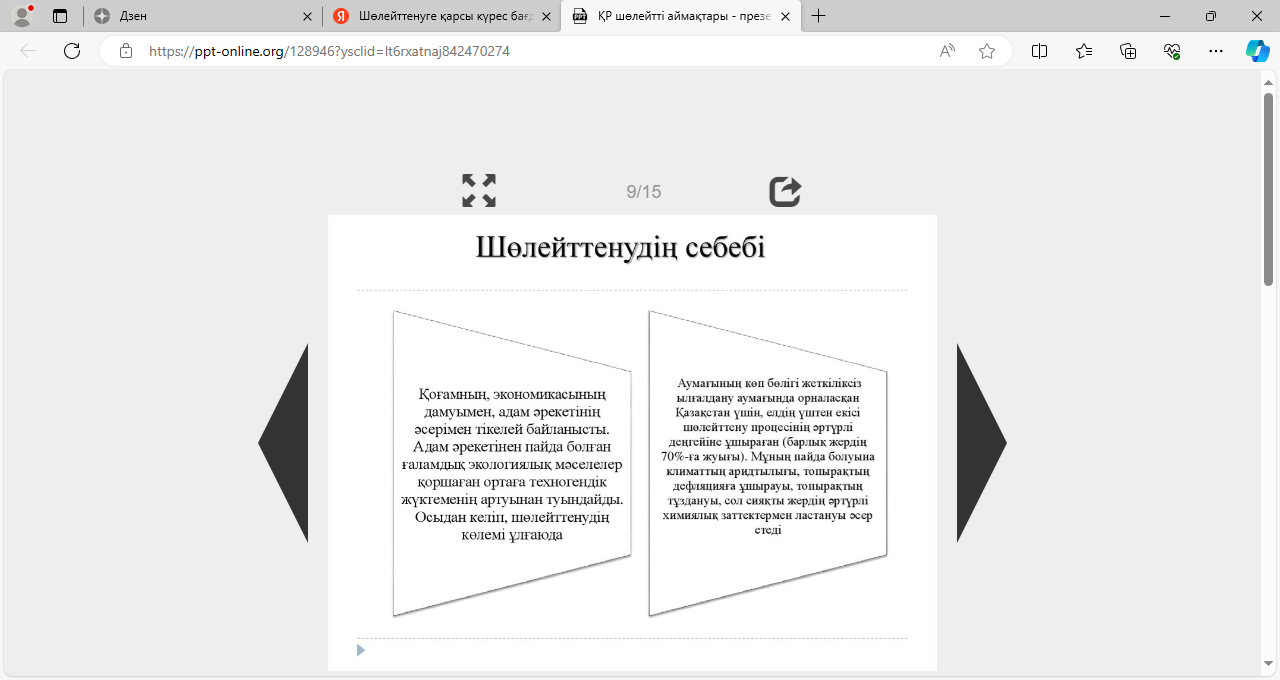 Дзен
Шөлейттенуге қарсы күрес бағд
ҚР шөлейтті аймақтары - презе
https://ppt-online.org/128946?ysclid=lt6rxatnaj842470274
9/15
Шөлейттенудің себебі
Қоғамның, экономикасының
дамуымен, адам әрекетінің
әсерімен тікелей байланысты.
Адам әрекетінен пайда болған
ғаламдық экологиялық мәселелер
қоршаған ортаға техногендік
жүктеменің артуынан туындайды.
Осыдан келіп, шөлейттенудің
көлемі ұлғаюда
Аумағының көп бөлігі жеткіліксіз
ылғалдану аумағында орналасқан
Қазақстан үшін, елдің үштен екісі
шөлейттену процесінің әртүрлі
деңгейіне ұшыраған (барлық жердің
70%-ға жуығы). Мұның пайда болуына
климаттың аридтылығы, топырақтың
дефляцияға ұшырауы, топырақтың
тұздануы, сол сияқты жердің әртүрлі
химиялық заттектермен ластануы әсер
етеді